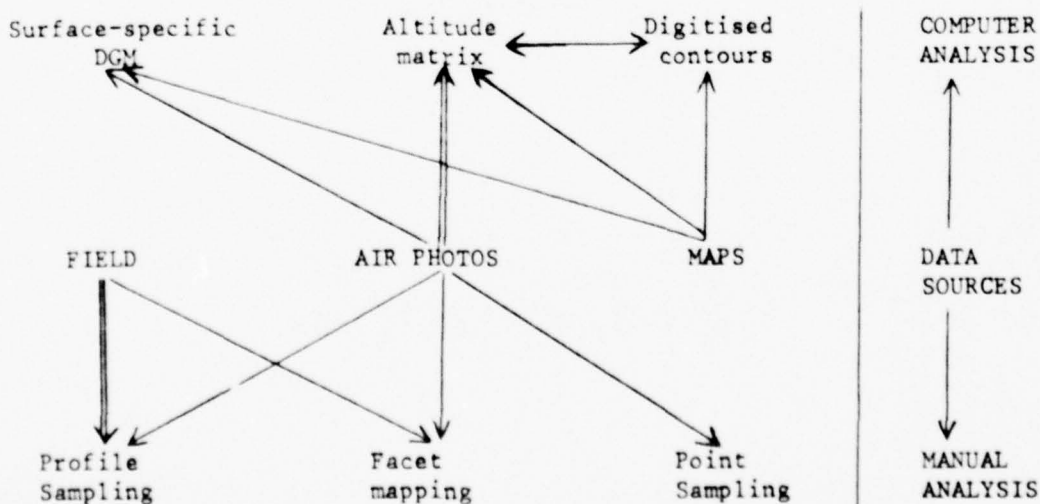 Surface-specific
DGM
Altitude
matrix
Digitised
contours
COMPUTER
ANALYSIS
FIELD
AIR PHOTOS
MAPS
DATA
SOURCES
Profile
Sampling
Facet
mapping
Point
Sampling
MANUAL
ANALYSIS